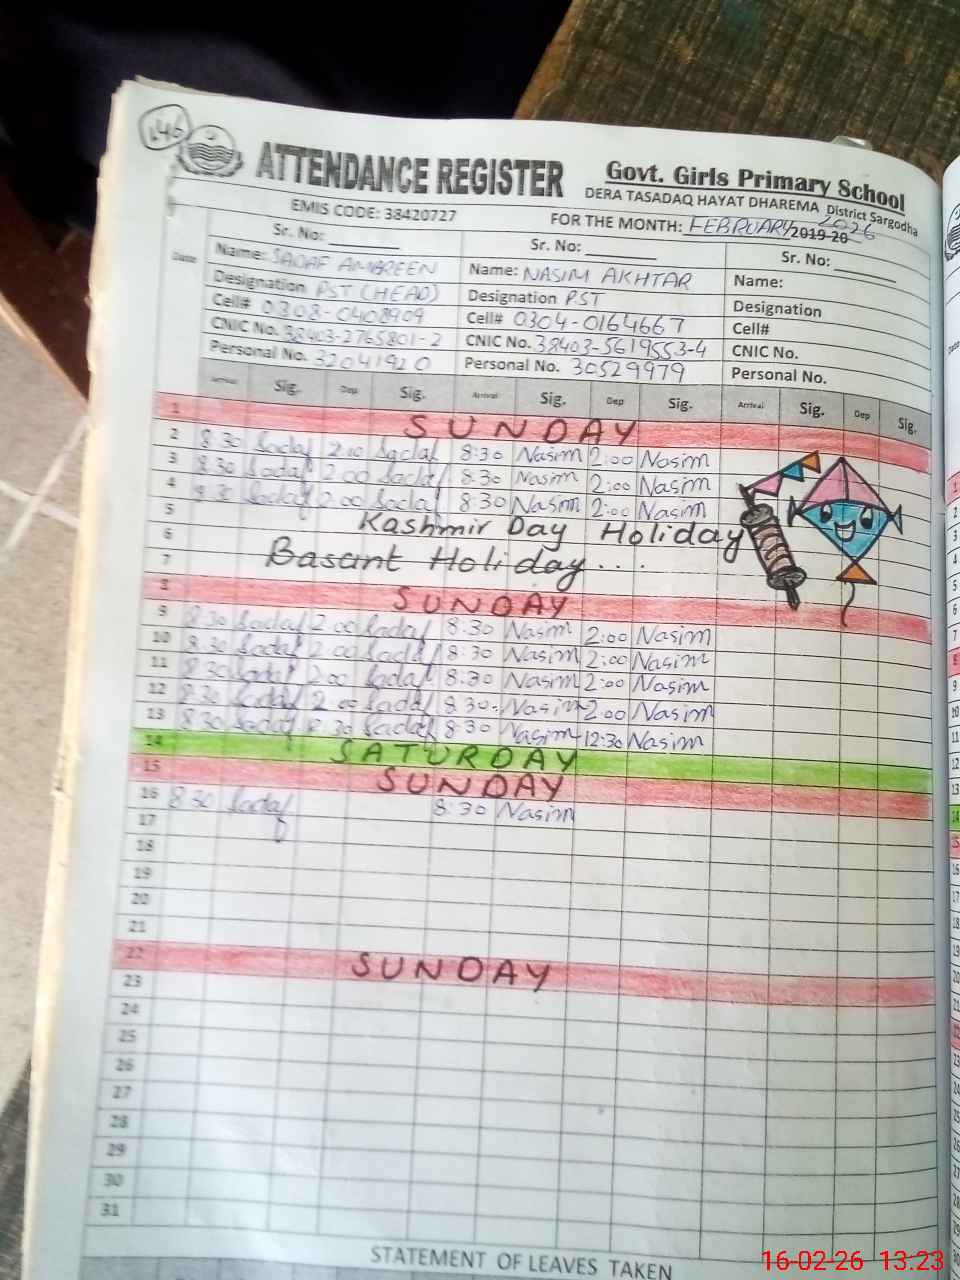 146
ATTENDANCE REGISTER Govt. Girls Primary School
DERA TASADAQ HAYAT DHAREMA District Sargodha
EMIS CODE: 38420727 FOR THE MONTH: FEBRUARY 2026 2019-20
Sr. No: Sr. No: Sr. No:
Date Name: SADAF AMBREEN Name: NASIM AKHTAR Name:
Designation PST (HEAD) Designation PST Designation
Cell# 0308-0408909 Cell# 0304-0164667 Cell#
CNIC No. 38403-2765801-2 CNIC No. 38403-5619553-4 CNIC No.
Personal No. 32041920 Personal No. 30529979 Personal No.
Arrival Sig. Dep Sig. Arrival Sig. Dep Sig. Arrival Sig. Dep Sig.
1 SUNDAY
2 8:30 Sadaf 2:00 Sadaf 8:30 Nasim 2:00 Nasim
3 8:30 Sadaf 2:00 Sadaf 8:30 Nasim 2:00 Nasim
4 8:30 Sadaf 2:00 Sadaf 8:30 Nasim 2:00 Nasim
5 Kashmir Day Holiday
6 Basant Holiday...
7
8 SUNDAY
9 8:30 Sadaf 2:00 Sadaf 8:30 Nasim 2:00 Nasim
10 8:30 Sadaf 2:00 Sadaf 8:30 Nasim 2:00 Nasim
11 8:30 Sadaf 2:00 Sadaf 8:30 Nasim 2:00 Nasim
12 8:30 Sadaf 2:00 Sadaf 8:30 Nasim 2:00 Nasim
13 8:30 Sadaf 12:30 Sadaf 8:30 Nasim 12:30 Nasim
14 SATURDAY
15 SUNDAY
16 8:30 Sadaf 8:30 Nasim
17
18
19
20
21
22 SUNDAY
23
24
25
26
27
28
29
30
31
STATEMENT OF LEAVES TAKEN
16-02-26 13.23